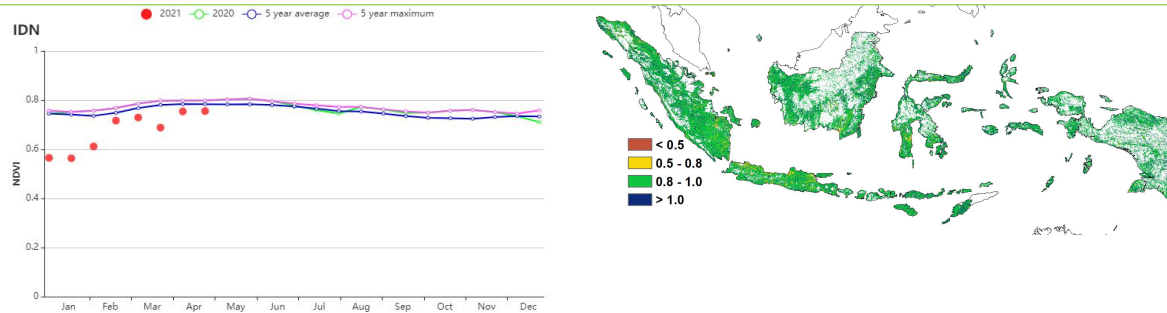 2021 2020 5 year average 5 year maximum
IDN
1
0.8
0.6
0.4
0.2
0
NDVI
Jan Feb Mar Apr May Jun Jul Aug Sep Oct Nov Dec
< 0.5
0.5 - 0.8
0.8 - 1.0
> 1.0